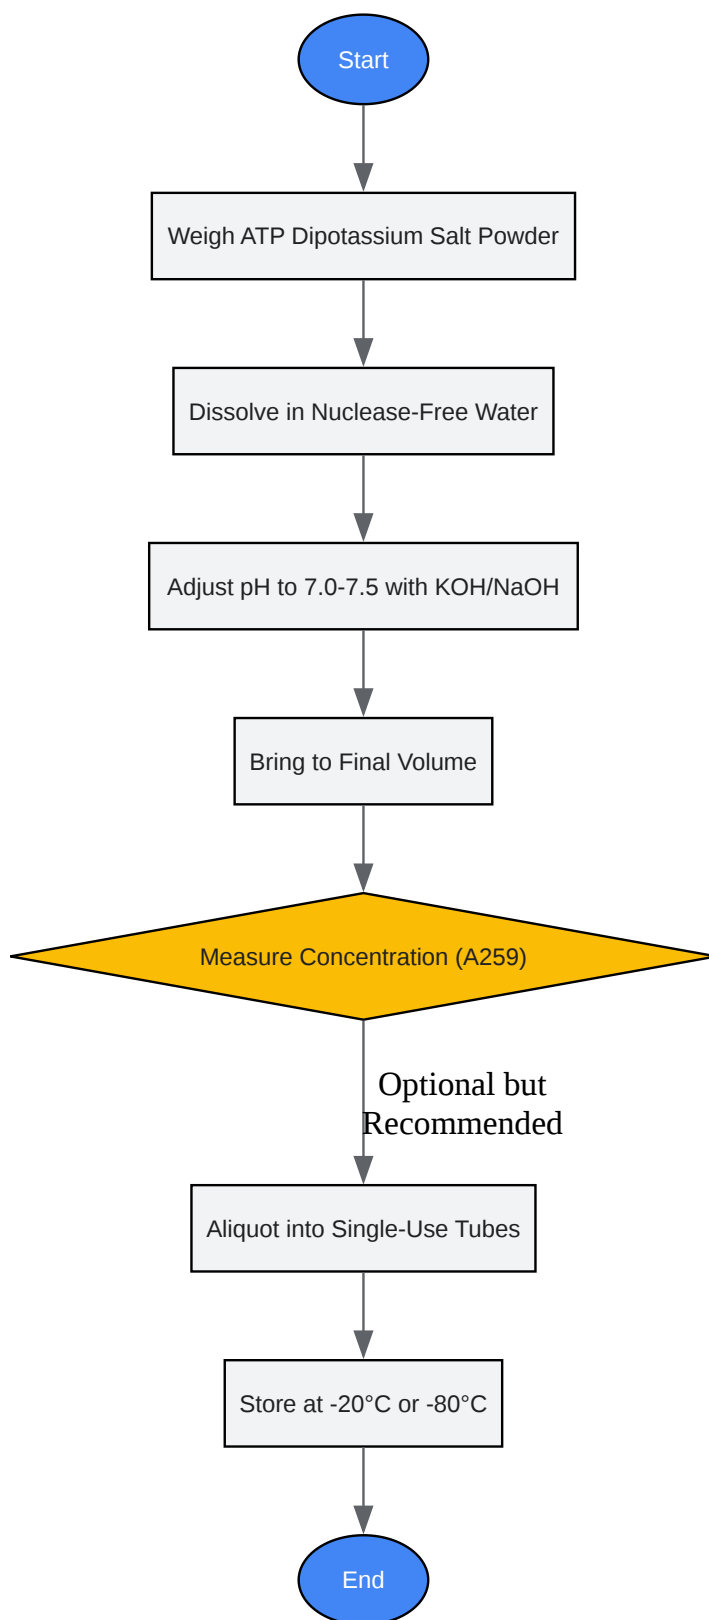 Start
Weigh ATP Dipotassium Salt Powder
Dissolve in Nuclease-Free Water
Adjust pH to 7.0-7.5 with KOH/NaOH
Bring to Final Volume
Measure Concentration (A259)
Optional but
Recommended
Aliquot into Single-Use Tubes
Store at -20°C or -80°C
End